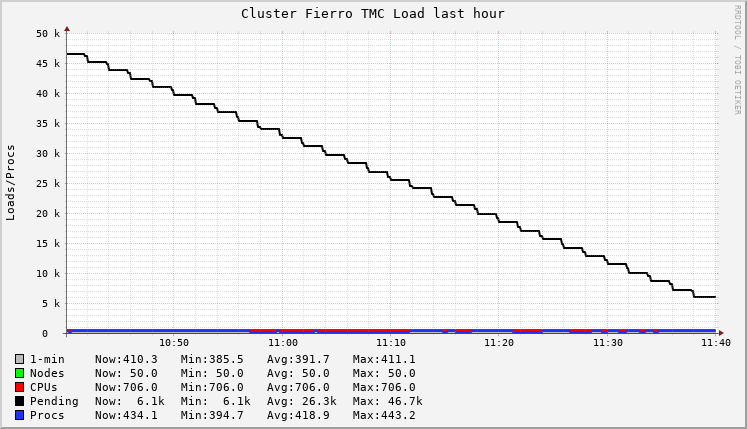 Cluster Fierro TMC Load last hour
RRDTOOL / TOBI OETIKER
Loads/Procs
50 k
45 k
40 k
35 k
30 k
25 k
20 k
15 k
10 k
5 k
0
10:50 11:00 11:10 11:20 11:30 11:40
1-min Now:410.3 Min:385.5 Avg:391.7 Max:411.1
Nodes Now: 50.0 Min: 50.0 Avg: 50.0 Max: 50.0
CPUs Now:706.0 Min:706.0 Avg:706.0 Max:706.0
Pending Now: 6.1k Min: 6.1k Avg: 26.3k Max: 46.7k
Procs Now:434.1 Min:394.7 Avg:418.9 Max:443.2